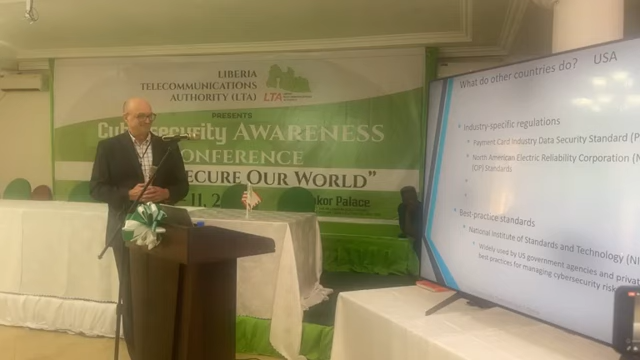 LIBERIA
TELECOMMUNICATIONS
AUTHORITY (LTA)
LTA
PRESENTS
Cybersecurity AWARENESS
CONFERENCE
SECURE OUR WORLD"
-11, 2
kor Palace
What do other countries do? USA
Industry-specific regulations
Payment Card Industry Data Security Standard (P
North American Electric Reliability Corporation (N
(CIP) Standards
Best-practice standards
National Institute of Standards and Technology (NI
Widely used by US government agencies and privat
best practices for managing cybersecurity risk